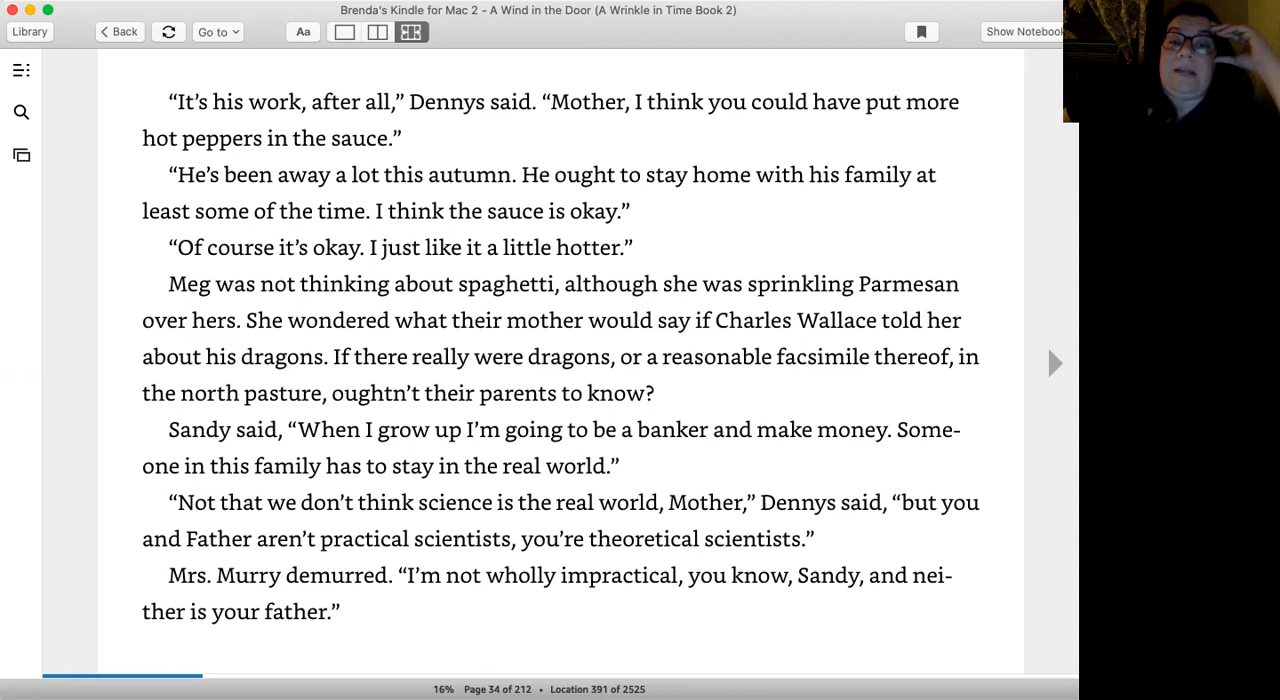 Brenda's Kindle for Mac 2 - A Wind in the Door (A Wrinkle in Time Book 2)
Library
Back
Go to
Aa
Show Notebook
“It’s his work, after all,” Dennys said. “Mother, I think you could have put more
hot peppers in the sauce.”
“He’s been away a lot this autumn. He ought to stay home with his family at
least some of the time. I think the sauce is okay.”
“Of course it’s okay. I just like it a little hotter.”
Meg was not thinking about spaghetti, although she was sprinkling Parmesan
over hers. She wondered what their mother would say if Charles Wallace told her
about his dragons. If there really were dragons, or a reasonable facsimile thereof, in
the north pasture, oughtn’t their parents to know?
Sandy said, “When I grow up I’m going to be a banker and make money. Some-
one in this family has to stay in the real world.”
“Not that we don’t think science is the real world, Mother,” Dennys said, “but you
and Father aren’t practical scientists, you’re theoretical scientists.”
Mrs. Murry demurred. “I’m not wholly impractical, you know, Sandy, and nei-
ther is your father.”
16% Page 34 of 212 • Location 391 of 2525